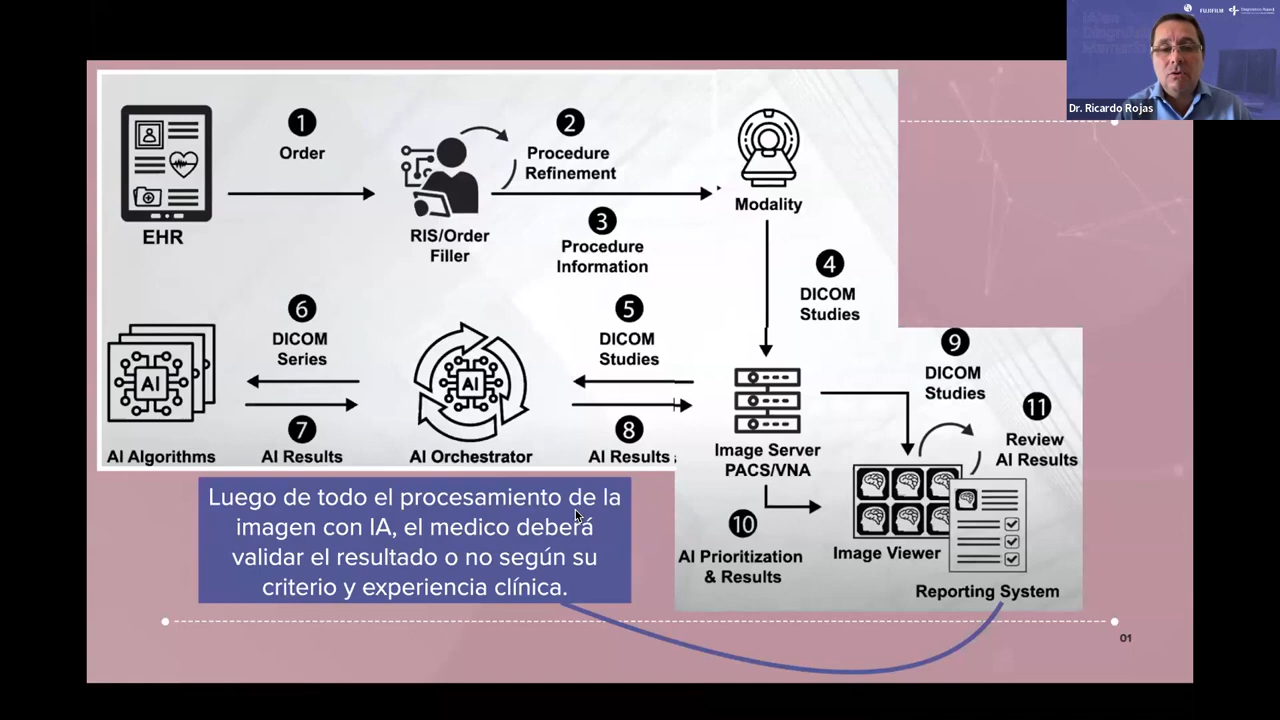 FUJIFILM
Dr. Ricardo Rojas
1
Order
2
Procedure
Refinement
EHR
RIS/Order
Filler
3
Procedure
Information
Modality
4
DICOM
Studies
6
DICOM
Series
5
DICOM
Studies
AI
AI
7
8
AI Algorithms
AI Results
AI Orchestrator
AI Results
Image Server
PACS/VNA
9
DICOM
Studies
11
Review
AI Results
10
AI Prioritization
& Results
Image Viewer
Reporting System
Luego de todo el procesamiento de la
imagen con IA, el medico deberá
validar el resultado o no según su
criterio y experiencia clínica.
01